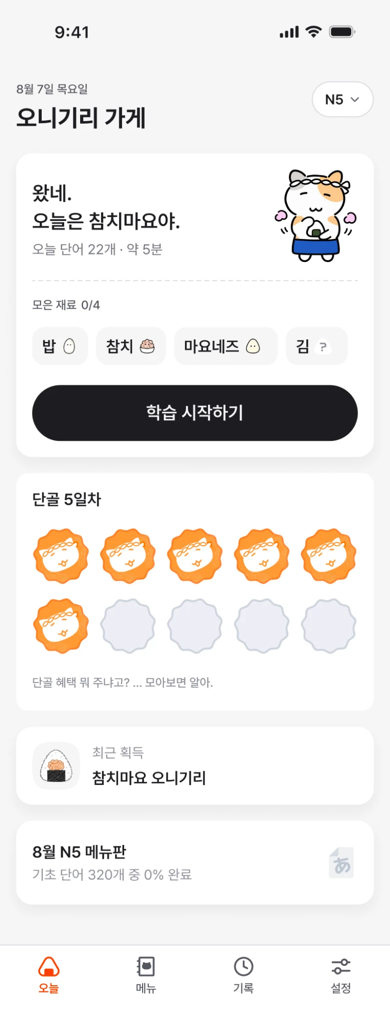 9:41
8월 7일 목요일
오니기리 가게
N5
왔네.
오늘은 참치마요야.
오늘 단어 22개 · 약 5분
모은 재료 0/4
밥
참치
마요네즈
김
?
학습 시작하기
단골 5일차
단골 혜택 뭐 주냐고? ... 모아보면 알아.
최근 획득
참치마요 오니기리
8월 N5 메뉴판
기초 단어 320개 중 0% 완료
あ
오늘
메뉴
기록
설정